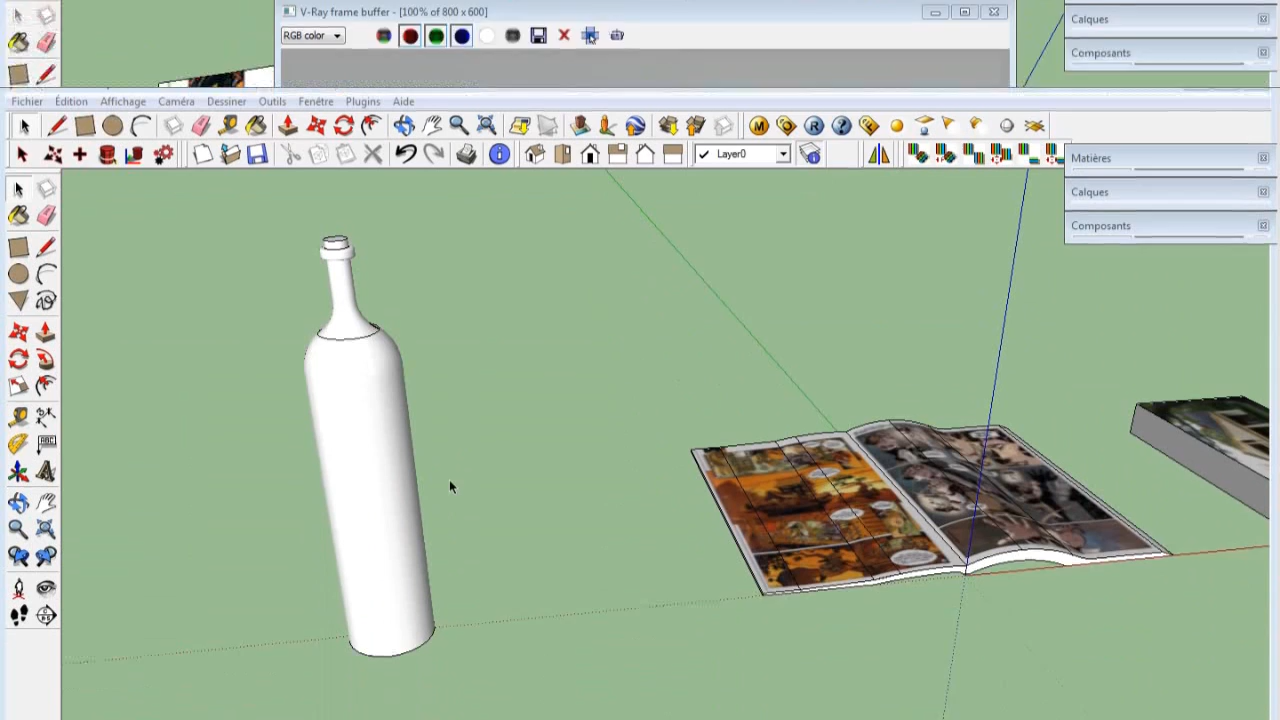 V-Ray frame buffer - [100% of 800 x 600]
RGB color
Calques
Composants
Fichier Édition Affichage Caméra Dessiner Outils Fenêtre Plugins Aide
Layer0
Matières
Calques
Composants